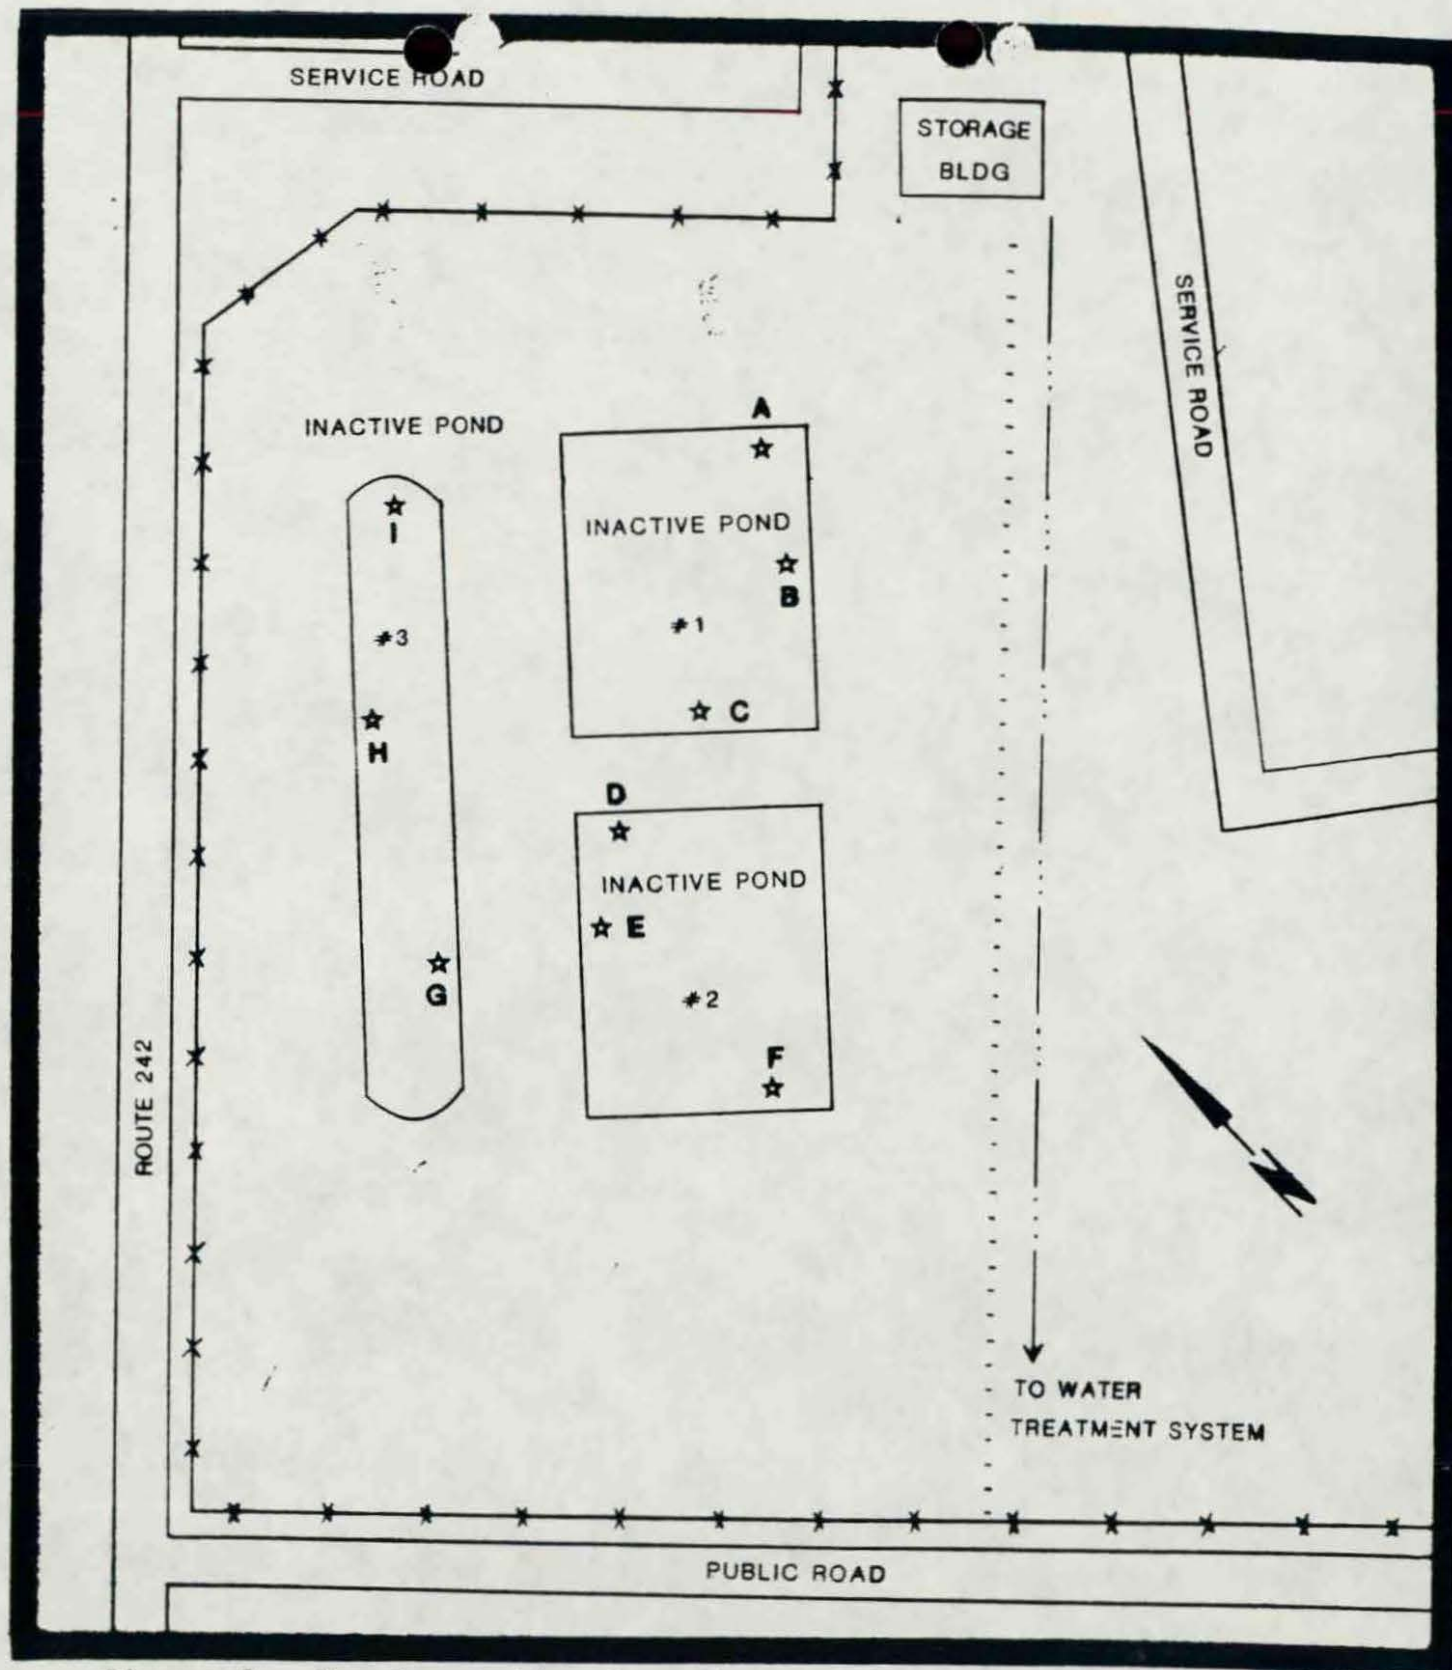 SERVICE ROAD
STORAGE
BLDG
SERVICE ROAD
INACTIVE POND
I
#3
H
G
A
INACTIVE POND
B
#1
C
D
INACTIVE POND
E
#2
F
ROUTE 242
N
TO WATER
TREATMENT SYSTEM
PUBLIC ROAD